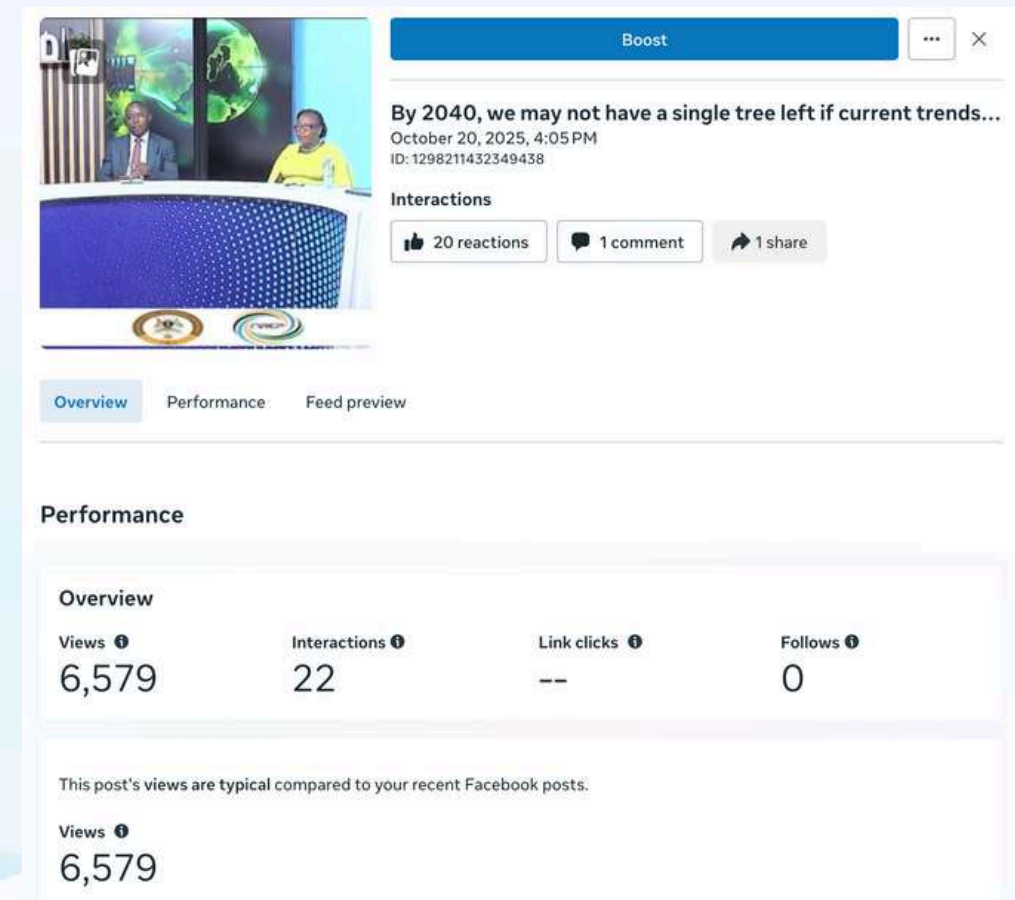 Boost
By 2040, we may not have a single tree left if current trends...
October 20, 2025, 4:05 PM
ID: 1298211432349438
Interactions
20 reactions
1 comment
1 share
Overview
Performance
Feed preview
Performance
Overview
Views
Interactions
Link clicks
Follows
6,579
22
--
0
This post's views are typical compared to your recent Facebook posts.
Views
6,579